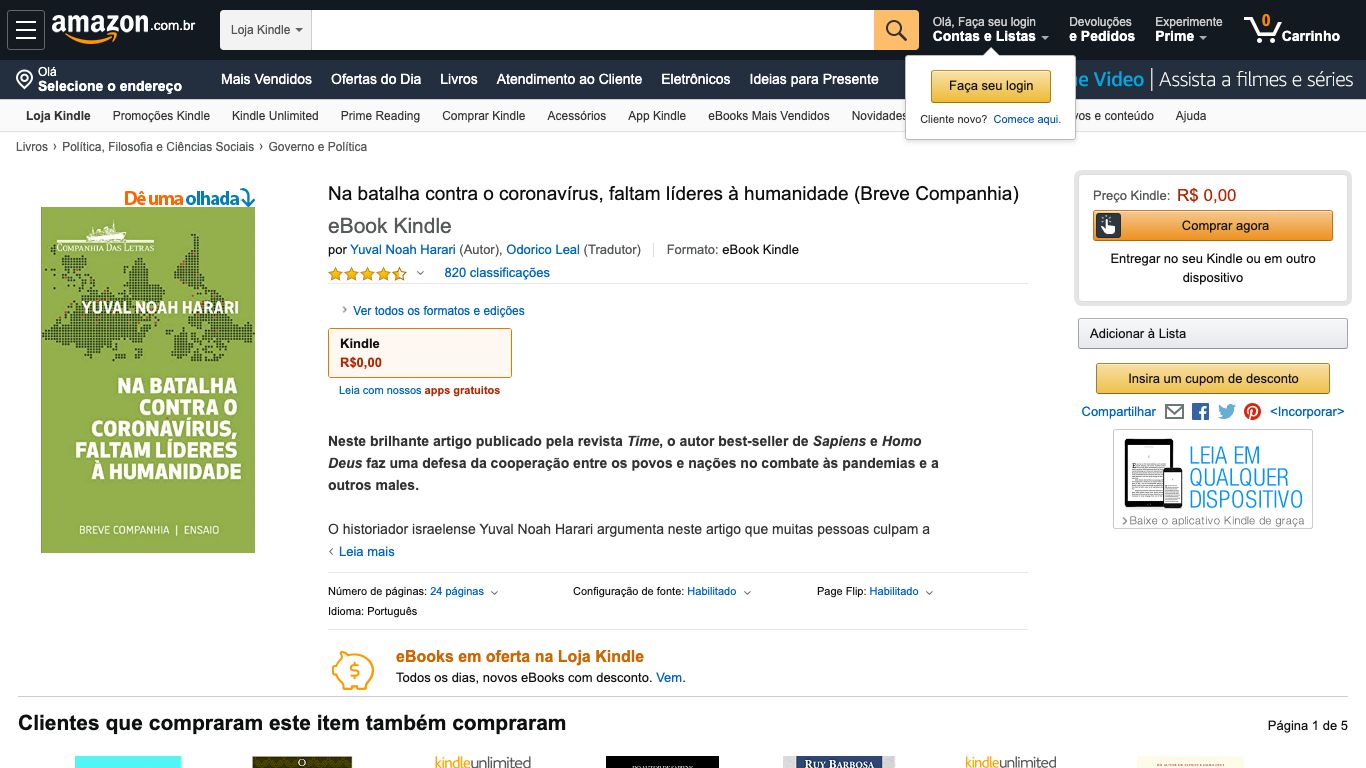 amazon.com.br
Loja Kindle
Olá, Faça seu login
Contas e Listas
Devoluções
e Pedidos
Experimente
Prime
0
Carrinho
Olá
Selecione o endereço
Mais Vendidos
Ofertas do Dia
Livros
Atendimento ao Cliente
Eletrônicos
Ideias para Presente
e Video
Assista a filmes e séries
Faça seu login
Cliente novo? Comece aqui.
Loja Kindle
Promoções Kindle
Kindle Unlimited
Prime Reading
Comprar Kindle
Acessórios
App Kindle
eBooks Mais Vendidos
Novidades
vos e conteúdo
Ajuda
Livros › Política, Filosofia e Ciências Sociais › Governo e Política
Dê uma olhada
COMPANHIA DAS LETRAS
YUVAL NOAH HARARI
NA BATALHA
CONTRA O
CORONAVÍRUS,
FALTAM LÍDERES
À HUMANIDADE
BREVE COMPANHIA | ENSAIO
Na batalha contra o coronavírus, faltam líderes à humanidade (Breve Companhia)
eBook Kindle
por Yuval Noah Harari (Autor), Odorico Leal (Tradutor) Formato: eBook Kindle
820 classificações
› Ver todos os formatos e edições
Kindle
R$0,00
Leia com nossos apps gratuitos
Neste brilhante artigo publicado pela revista Time, o autor best-seller de Sapiens e Homo
Deus faz uma defesa da cooperação entre os povos e nações no combate às pandemias e a
outros males.
O historiador israelense Yuval Noah Harari argumenta neste artigo que muitas pessoas culpam a
‹ Leia mais
Número de páginas: 24 páginas
Configuração de fonte: Habilitado
Page Flip: Habilitado
Idioma: Português
$
eBooks em oferta na Loja Kindle
Todos os dias, novos eBooks com desconto. Vem.
Preço Kindle: R$ 0,00
Comprar agora
Entregar no seu Kindle ou em outro
dispositivo
Adicionar à Lista
Insira um cupom de desconto
Compartilhar
<Incorporar>
LEIA EM
QUALQUER
DISPOSITIVO
› Baixe o aplicativo Kindle de graça
Clientes que compraram este item também compraram
Página 1 de 5
kindleunlimited
RUY BARBOSA
kindleunlimited